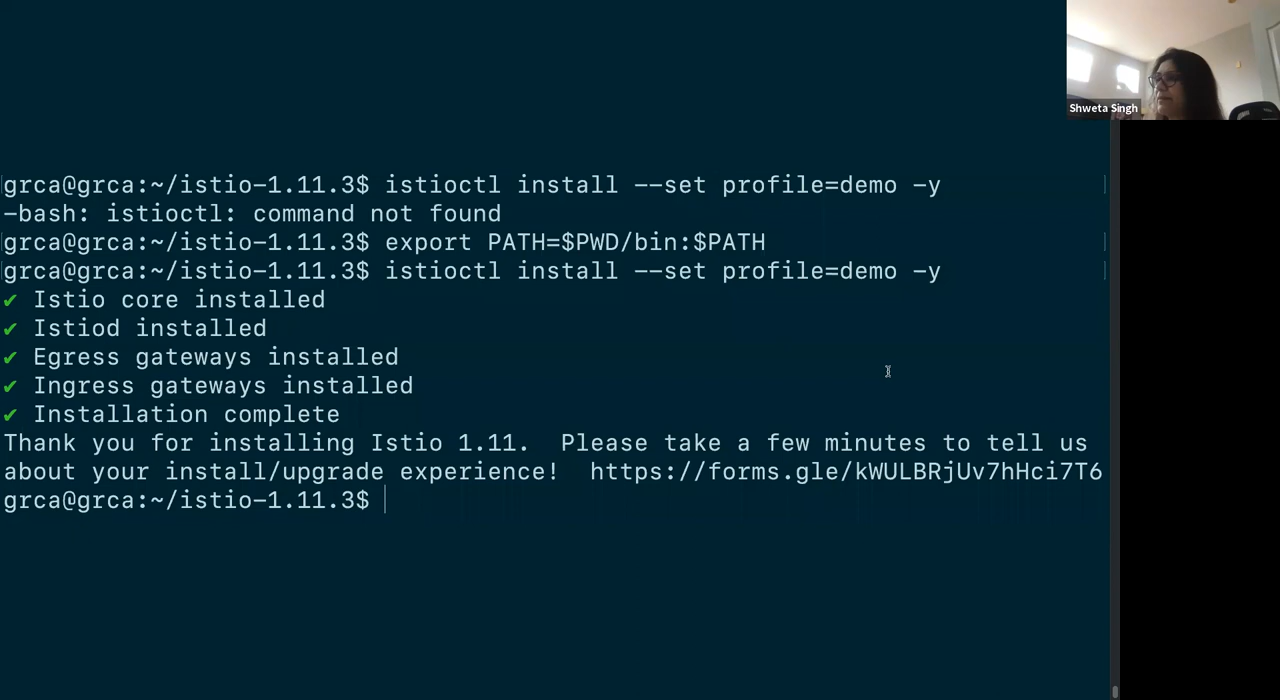 Shweta Singh
grca@grca:~/istio-1.11.3$ istioctl install --set profile=demo -y
-bash: istioctl: command not found
grca@grca:~/istio-1.11.3$ export PATH=$PWD/bin:$PATH
grca@grca:~/istio-1.11.3$ istioctl install --set profile=demo -y
✔ Istio core installed
✔ Istiod installed
✔ Egress gateways installed
✔ Ingress gateways installed
✔ Installation complete
Thank you for installing Istio 1.11.  Please take a few minutes to tell us
about your install/upgrade experience!  https://forms.gle/kWULBRjUv7hHci7T6
grca@grca:~/istio-1.11.3$